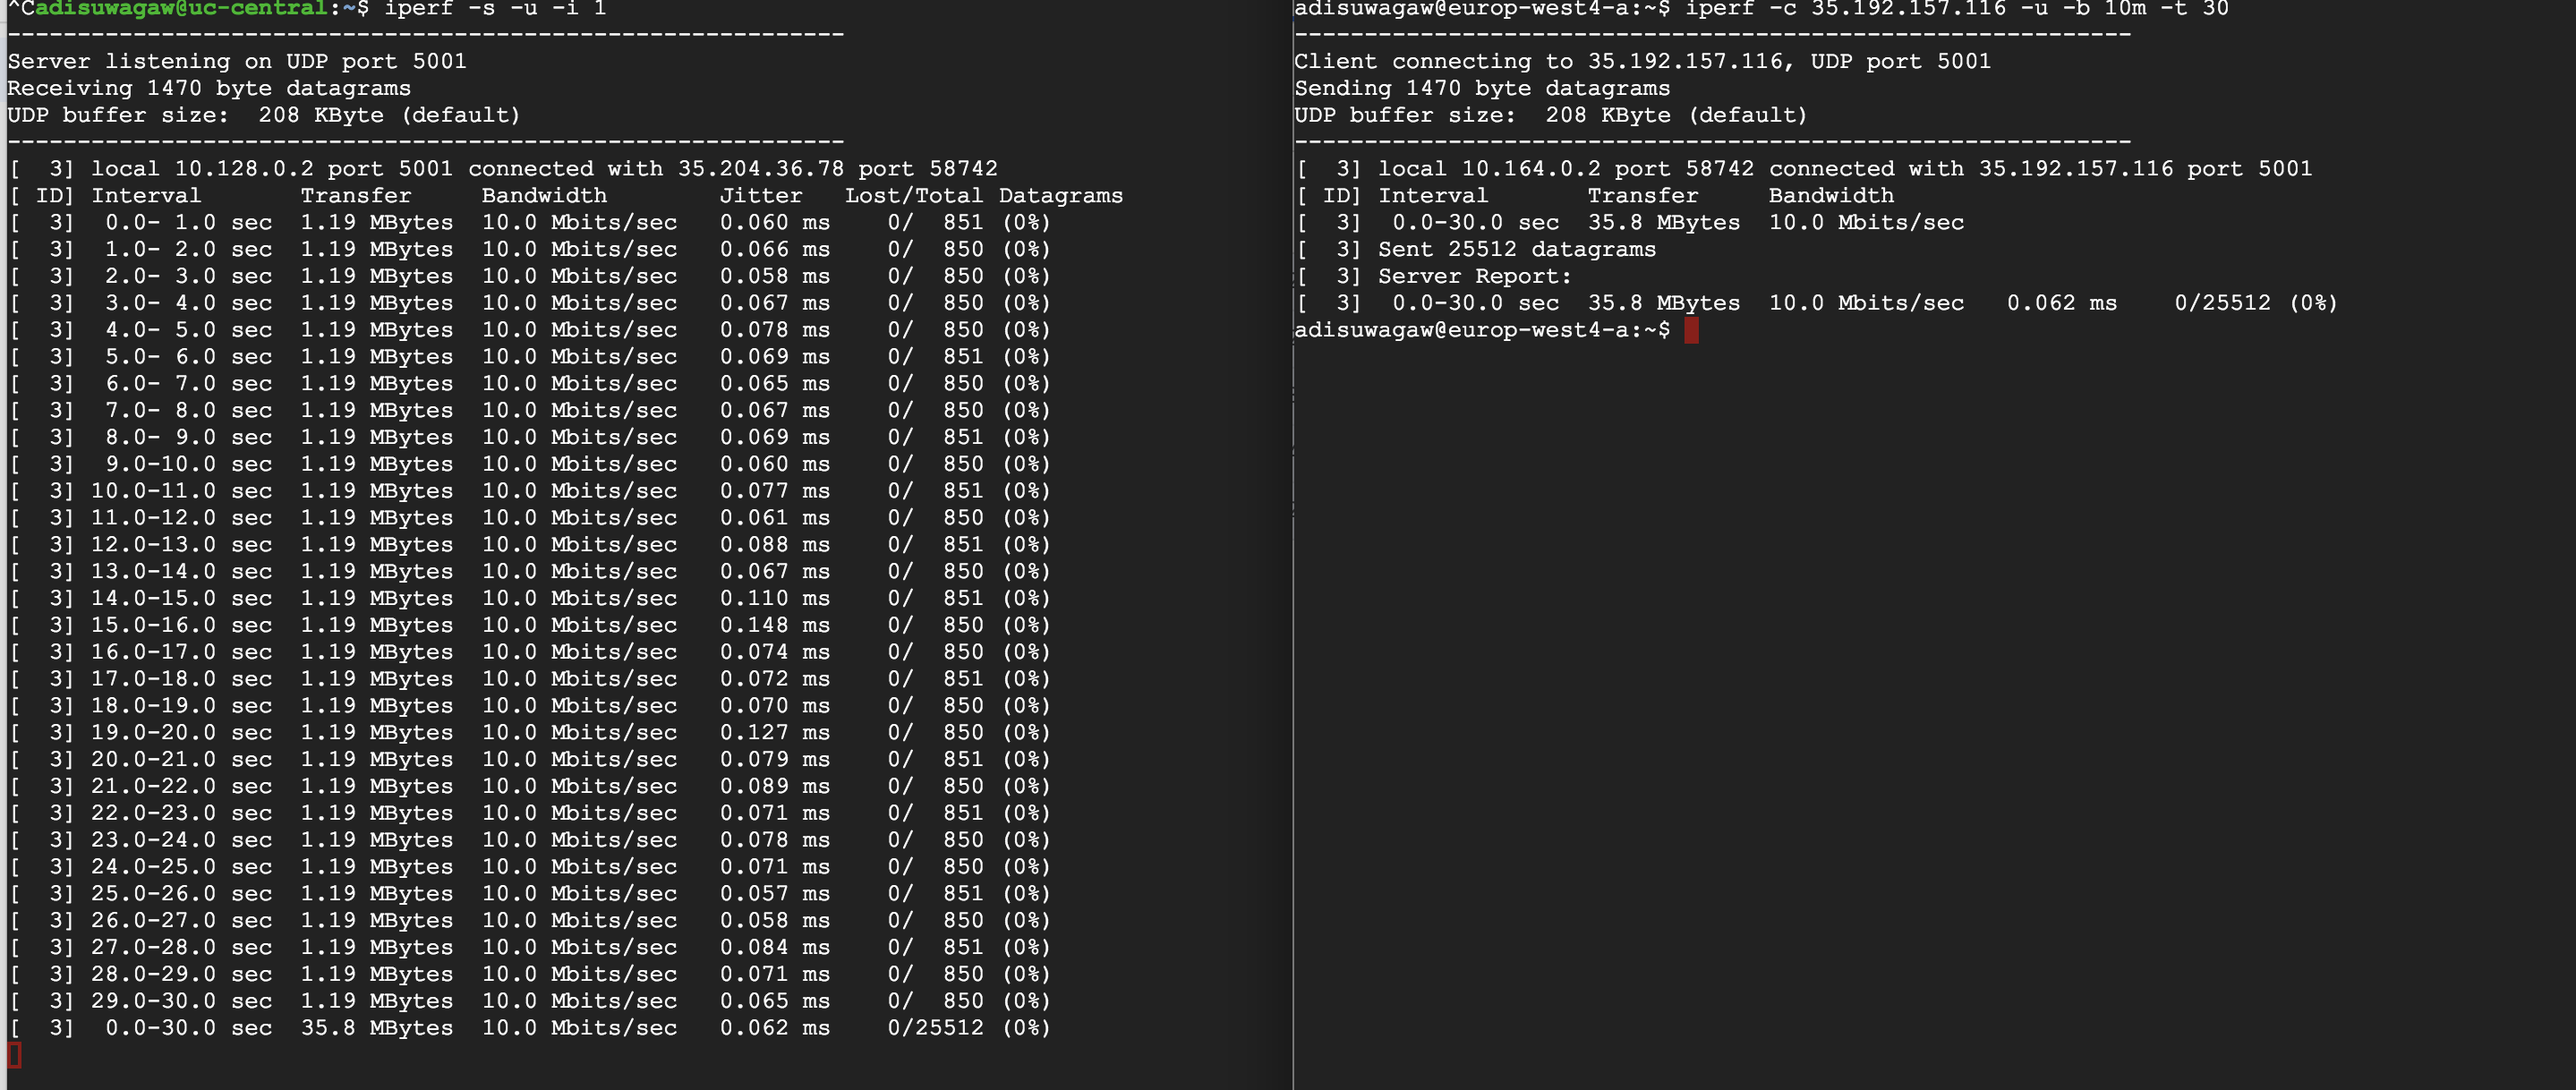 ^Cadisuwagaw@uc-central:~$ iperf -s -u -i 1
------------------------------------------------------------
Server listening on UDP port 5001
Receiving 1470 byte datagrams
UDP buffer size:  208 KByte (default)
------------------------------------------------------------
[  3] local 10.128.0.2 port 5001 connected with 35.204.36.78 port 58742
[ ID] Interval       Transfer     Bandwidth        Jitter   Lost/Total Datagrams
[  3]  0.0- 1.0 sec  1.19 MBytes  10.0 Mbits/sec   0.060 ms    0/  851 (0%)
[  3]  1.0- 2.0 sec  1.19 MBytes  10.0 Mbits/sec   0.066 ms    0/  850 (0%)
[  3]  2.0- 3.0 sec  1.19 MBytes  10.0 Mbits/sec   0.058 ms    0/  850 (0%)
[  3]  3.0- 4.0 sec  1.19 MBytes  10.0 Mbits/sec   0.067 ms    0/  850 (0%)
[  3]  4.0- 5.0 sec  1.19 MBytes  10.0 Mbits/sec   0.078 ms    0/  850 (0%)
[  3]  5.0- 6.0 sec  1.19 MBytes  10.0 Mbits/sec   0.069 ms    0/  851 (0%)
[  3]  6.0- 7.0 sec  1.19 MBytes  10.0 Mbits/sec   0.065 ms    0/  850 (0%)
[  3]  7.0- 8.0 sec  1.19 MBytes  10.0 Mbits/sec   0.067 ms    0/  850 (0%)
[  3]  8.0- 9.0 sec  1.19 MBytes  10.0 Mbits/sec   0.069 ms    0/  851 (0%)
[  3]  9.0-10.0 sec  1.19 MBytes  10.0 Mbits/sec   0.060 ms    0/  850 (0%)
[  3] 10.0-11.0 sec  1.19 MBytes  10.0 Mbits/sec   0.077 ms    0/  851 (0%)
[  3] 11.0-12.0 sec  1.19 MBytes  10.0 Mbits/sec   0.061 ms    0/  850 (0%)
[  3] 12.0-13.0 sec  1.19 MBytes  10.0 Mbits/sec   0.088 ms    0/  851 (0%)
[  3] 13.0-14.0 sec  1.19 MBytes  10.0 Mbits/sec   0.067 ms    0/  850 (0%)
[  3] 14.0-15.0 sec  1.19 MBytes  10.0 Mbits/sec   0.110 ms    0/  851 (0%)
[  3] 15.0-16.0 sec  1.19 MBytes  10.0 Mbits/sec   0.148 ms    0/  850 (0%)
[  3] 16.0-17.0 sec  1.19 MBytes  10.0 Mbits/sec   0.074 ms    0/  850 (0%)
[  3] 17.0-18.0 sec  1.19 MBytes  10.0 Mbits/sec   0.072 ms    0/  851 (0%)
[  3] 18.0-19.0 sec  1.19 MBytes  10.0 Mbits/sec   0.070 ms    0/  850 (0%)
[  3] 19.0-20.0 sec  1.19 MBytes  10.0 Mbits/sec   0.127 ms    0/  850 (0%)
[  3] 20.0-21.0 sec  1.19 MBytes  10.0 Mbits/sec   0.079 ms    0/  851 (0%)
[  3] 21.0-22.0 sec  1.19 MBytes  10.0 Mbits/sec   0.089 ms    0/  850 (0%)
[  3] 22.0-23.0 sec  1.19 MBytes  10.0 Mbits/sec   0.071 ms    0/  851 (0%)
[  3] 23.0-24.0 sec  1.19 MBytes  10.0 Mbits/sec   0.078 ms    0/  850 (0%)
[  3] 24.0-25.0 sec  1.19 MBytes  10.0 Mbits/sec   0.071 ms    0/  850 (0%)
[  3] 25.0-26.0 sec  1.19 MBytes  10.0 Mbits/sec   0.057 ms    0/  851 (0%)
[  3] 26.0-27.0 sec  1.19 MBytes  10.0 Mbits/sec   0.058 ms    0/  850 (0%)
[  3] 27.0-28.0 sec  1.19 MBytes  10.0 Mbits/sec   0.084 ms    0/  851 (0%)
[  3] 28.0-29.0 sec  1.19 MBytes  10.0 Mbits/sec   0.071 ms    0/  850 (0%)
[  3] 29.0-30.0 sec  1.19 MBytes  10.0 Mbits/sec   0.065 ms    0/  850 (0%)
[  3]  0.0-30.0 sec  35.8 MBytes  10.0 Mbits/sec   0.062 ms    0/25512 (0%)
adisuwagaw@europ-west4-a:~$ iperf -c 35.192.157.116 -u -b 10m -t 30
------------------------------------------------------------
Client connecting to 35.192.157.116, UDP port 5001
Sending 1470 byte datagrams
UDP buffer size:  208 KByte (default)
------------------------------------------------------------
[  3] local 10.164.0.2 port 58742 connected with 35.192.157.116 port 5001
[ ID] Interval       Transfer     Bandwidth
[  3]  0.0-30.0 sec  35.8 MBytes  10.0 Mbits/sec
[  3] Sent 25512 datagrams
[  3] Server Report:
[  3]  0.0-30.0 sec  35.8 MBytes  10.0 Mbits/sec   0.062 ms    0/25512 (0%)
adisuwagaw@europ-west4-a:~$